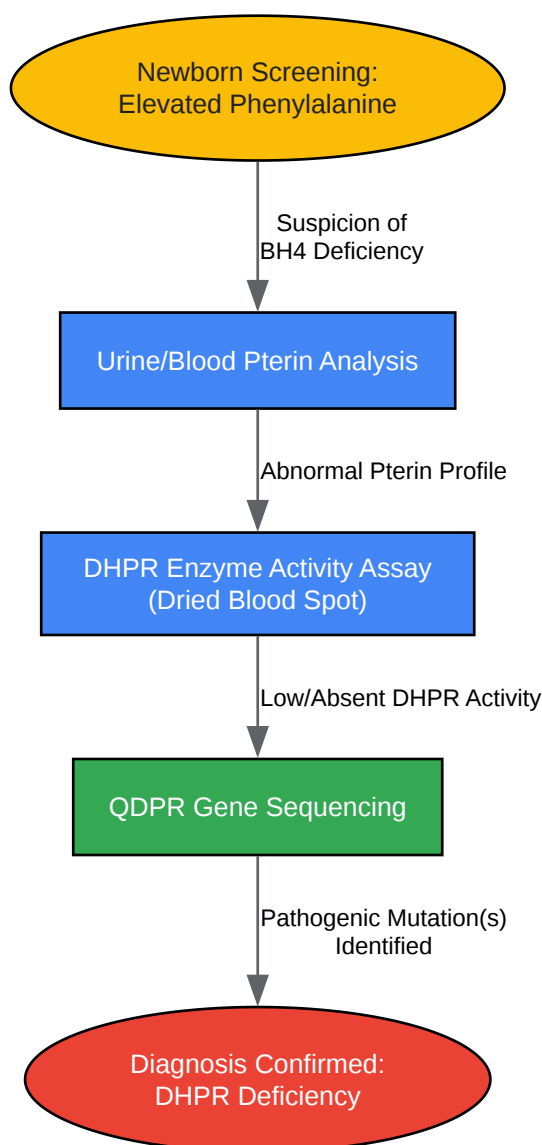 Newborn Screening:
Elevated Phenylalanine
Suspicion of
BH4 Deficiency
Urine/Blood Pterin Analysis
Abnormal Pterin Profile
DHPR Enzyme Activity Assay
(Dried Blood Spot)
Low/Absent DHPR Activity
QDPR Gene Sequencing
Pathogenic Mutation(s)
Identified
Diagnosis Confirmed:
DHPR Deficiency